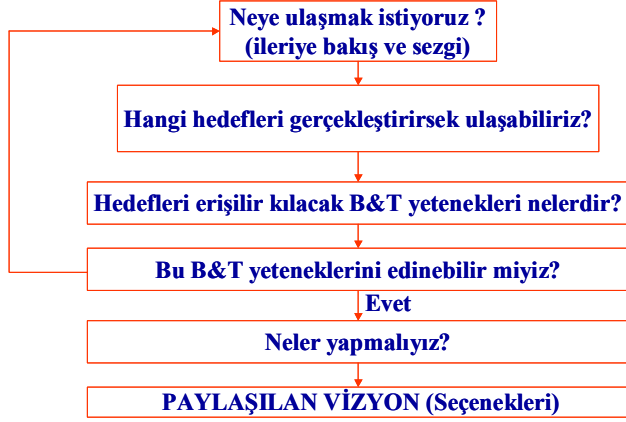 Neye ulaşmak istiyoruz ?
(ileriye bakış ve sezgi)
Hangi hedefleri gerçekleştirirsek ulaşabiliriz?
Hedefleri erişilir kılacak B&T yetenekleri nelerdir?
Bu B&T yeteneklerini edinebilir miyiz?
Evet
Neler yapmalıyız?
PAYLAŞILAN VİZYON (Seçenekleri)